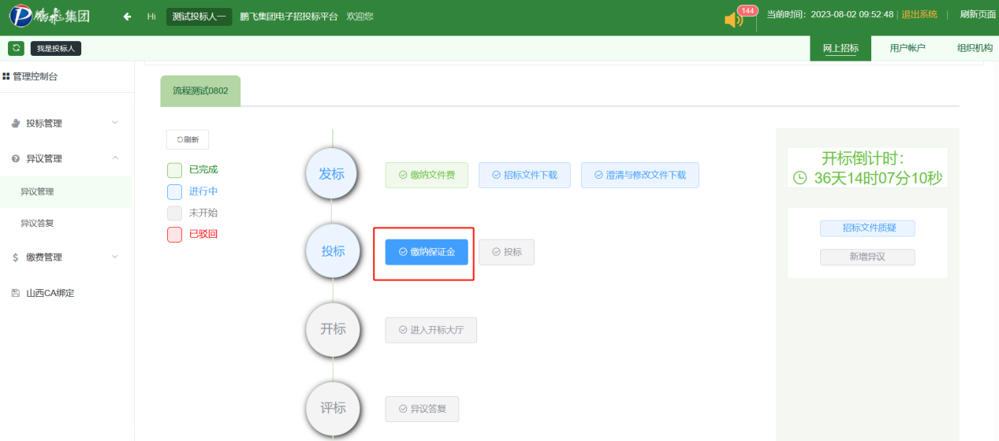 鹏飞集团
Hi 测试投标人一 鹏飞集团电子招投标平台 欢迎您
144
当前时间：2023-08-02 09:52:48 | 退出系统 | 刷新页面
我是投标人
网上招标 用户帐户 组织机构
管理控制台
投标管理
异议管理
异议管理
异议答复
缴费管理
山西CA绑定
流程测试0802
刷新
已完成
进行中
未开始
已驳回
发标 缴纳文件费 招标文件下载 澄清与修改文件下载
投标 缴纳保证金 投标
开标 进入开标大厅
评标 异议答复
开标倒计时：
36天14时07分10秒
招标文件质疑
新增异议